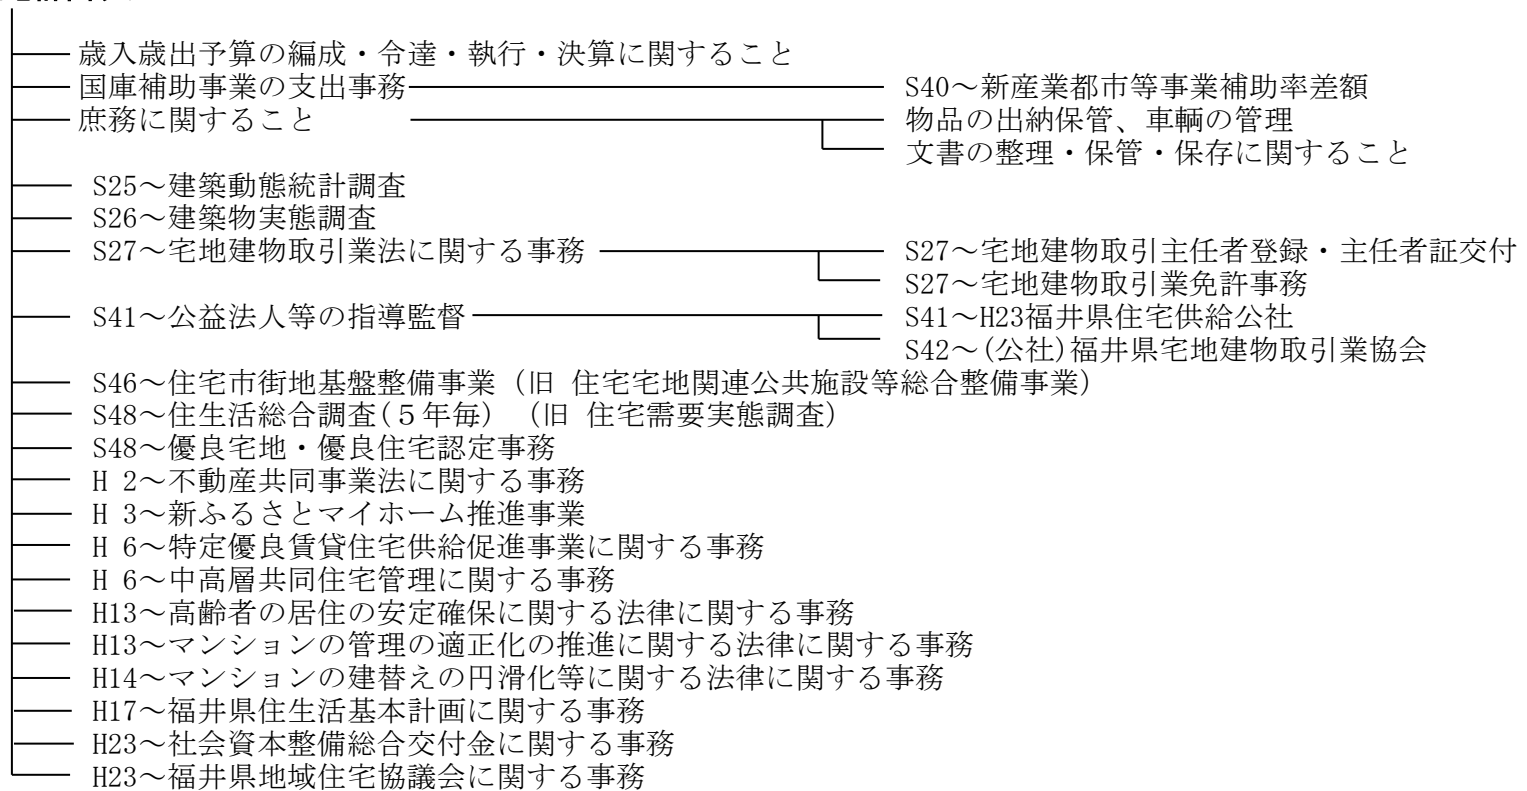 歳入歳出予算の編成・令達・執行・決算に関すること
国庫補助事業の支出事務 S40～新産業都市等事業補助率差額
庶務に関すること 物品の出納保管、車輌の管理
文書の整理・保管・保存に関すること
S25～建築動態統計調査
S26～建築物実態調査
S27～宅地建物取引業法に関する事務 S27～宅地建物取引主任者登録・主任者証交付
S27～宅地建物取引業免許事務
S41～公益法人等の指導監督 S41～H23福井県住宅供給公社
S42～(公社)福井県宅地建物取引業協会
S46～住宅市街地基盤整備事業（旧 住宅宅地関連公共施設等総合整備事業）
S48～住生活総合調査(５年毎）（旧 住宅需要実態調査）
S48～優良宅地・優良住宅認定事務
H 2～不動産共同事業法に関する事務
H 3～新ふるさとマイホーム推進事業
H 6～特定優良賃貸住宅供給促進事業に関する事務
H 6～中高層共同住宅管理に関する事務
H13～高齢者の居住の安定確保に関する法律に関する事務
H13～マンションの管理の適正化の推進に関する法律に関する事務
H14～マンションの建替えの円滑化等に関する法律に関する事務
H17～福井県住生活基本計画に関する事務
H23～社会資本整備総合交付金に関する事務
H23～福井県地域住宅協議会に関する事務